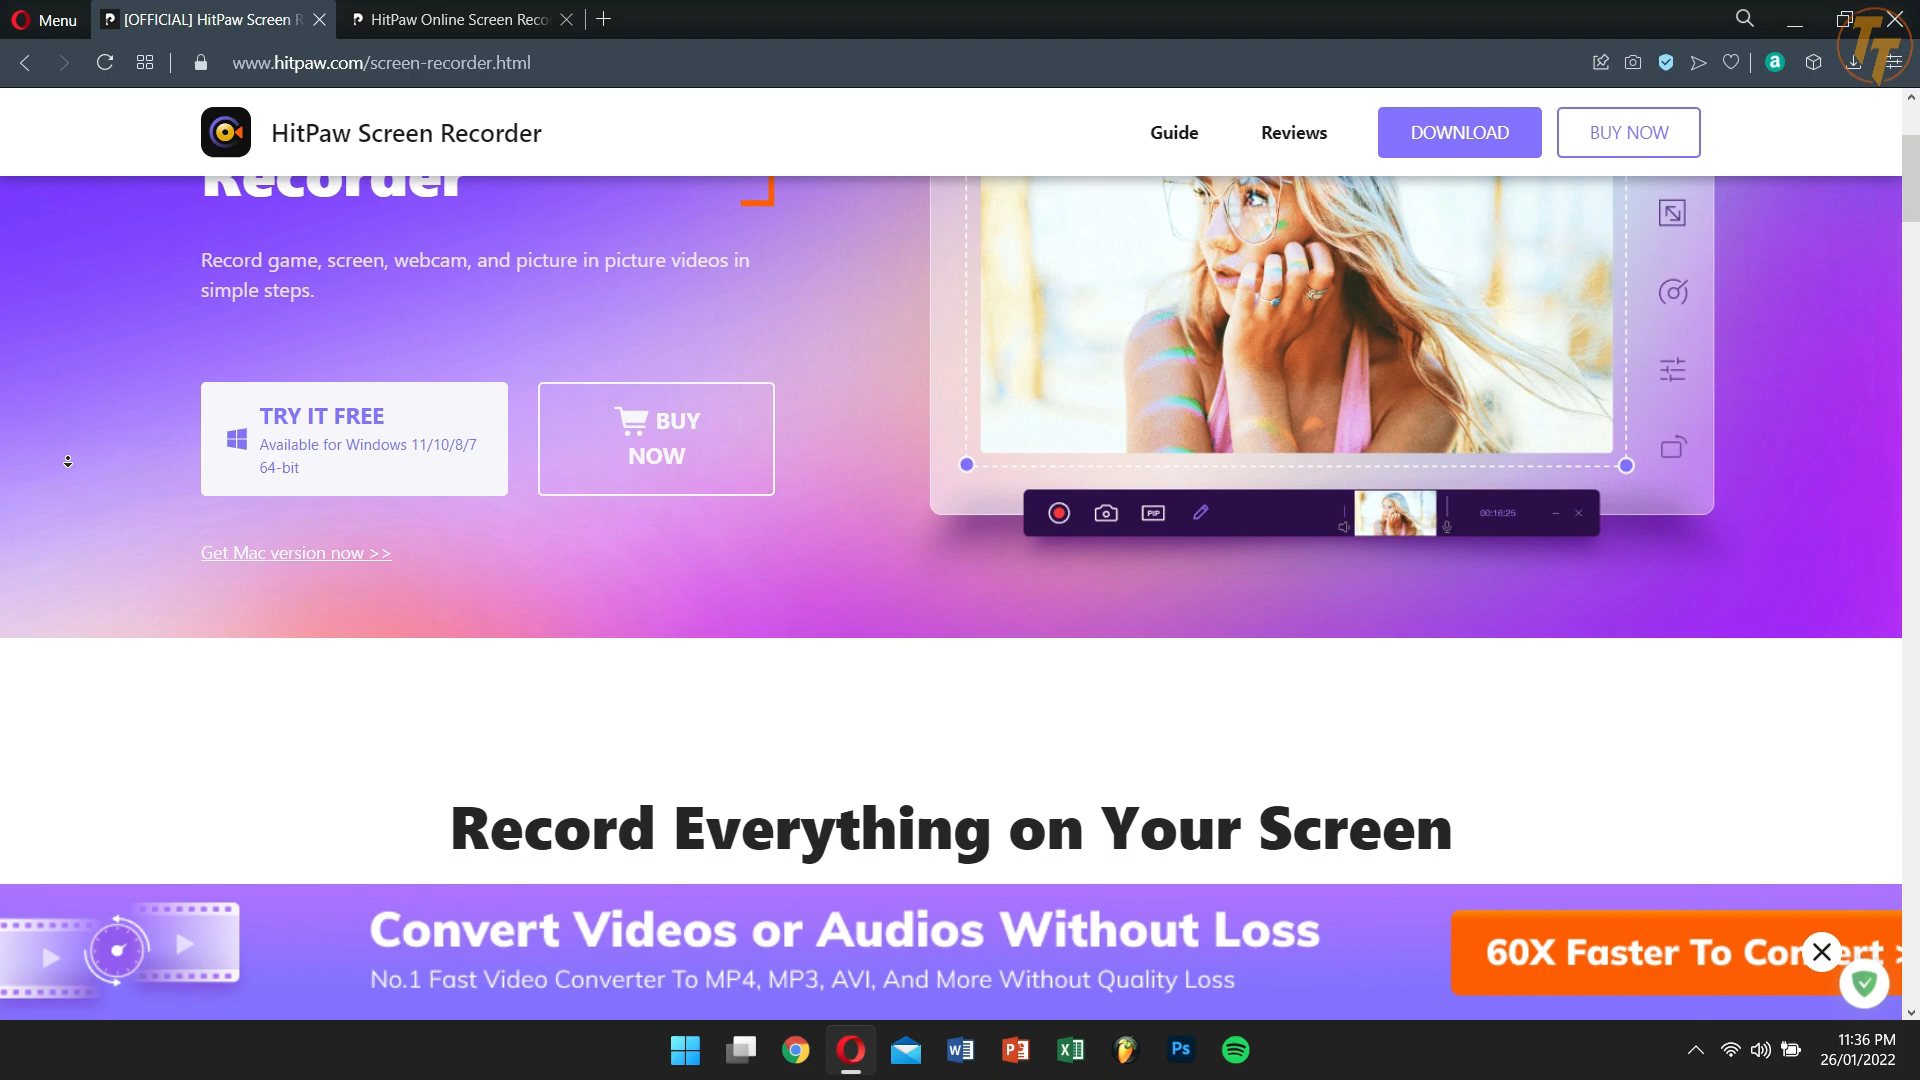 Menu
[OFFICIAL] HitPaw Screen R
HitPaw Online Screen Reco
www.hitpaw.com/screen-recorder.html
TT
HitPaw Screen Recorder
Guide
Reviews
DOWNLOAD
BUY NOW
Recorder
Record game, screen, webcam, and picture in picture videos in
simple steps.
TRY IT FREE
Available for Windows 11/10/8/7
64-bit
BUY
NOW
Get Mac version now >>
PIP
00:16:25
Record Everything on Your Screen
Convert Videos or Audios Without Loss
No.1 Fast Video Converter To MP4, MP3, AVI, And More Without Quality Loss
60X Faster To Convert >
Ps
11:36 PM
26/01/2022